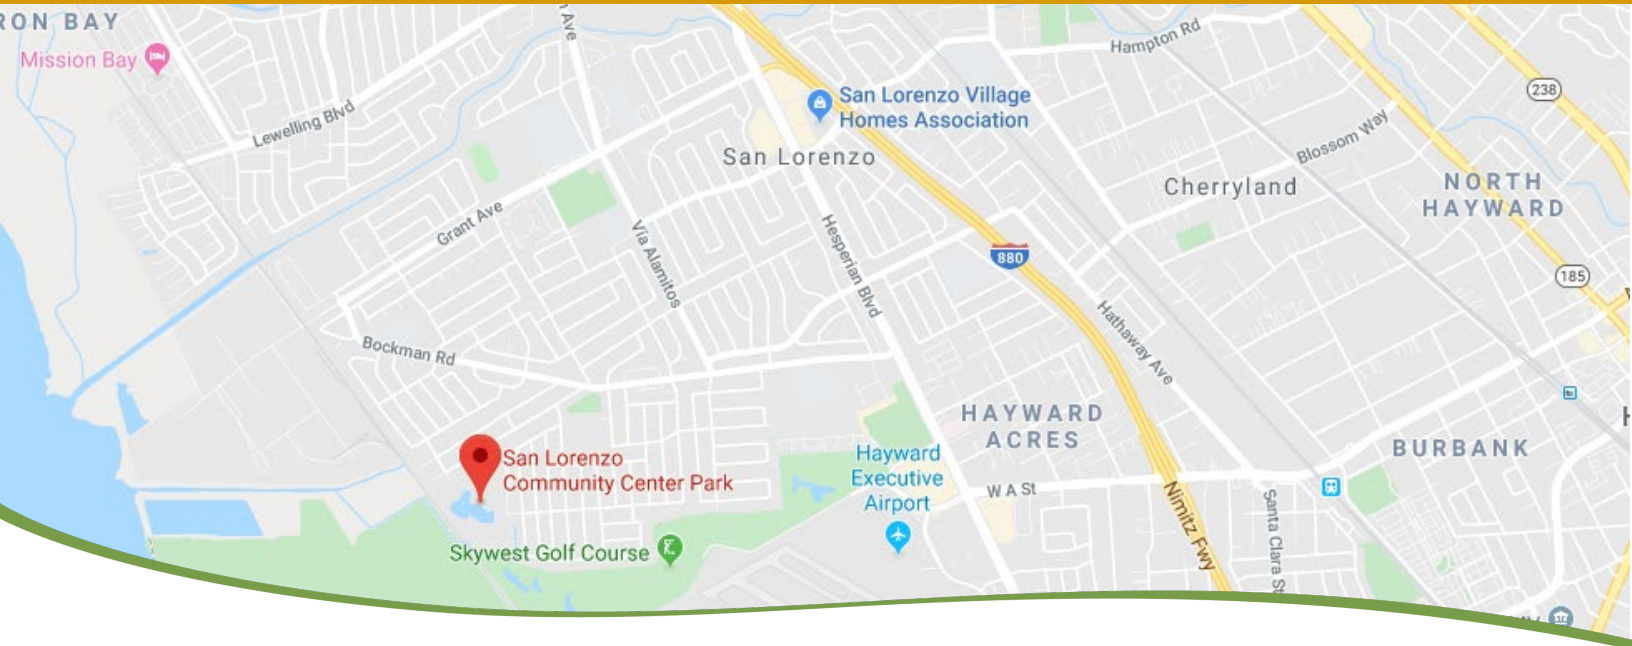 RON BAY
Mission Bay
Lewelling Blvd
Ave
Hampton Rd
238
San Lorenzo Village
Homes Association
San Lorenzo
Blossom Way
Cherryland
NORTH
HAYWARD
Grant Ave
Vía Alamitos
Hesperian Blvd
880
185
Bockman Rd
Hathaway Ave
HAYWARD
ACRES
BURBANK
San Lorenzo
Community Center Park
Hayward
Executive
Airport
W A St
Nimitz Fwy
Santa Clara St
Skywest Golf Course